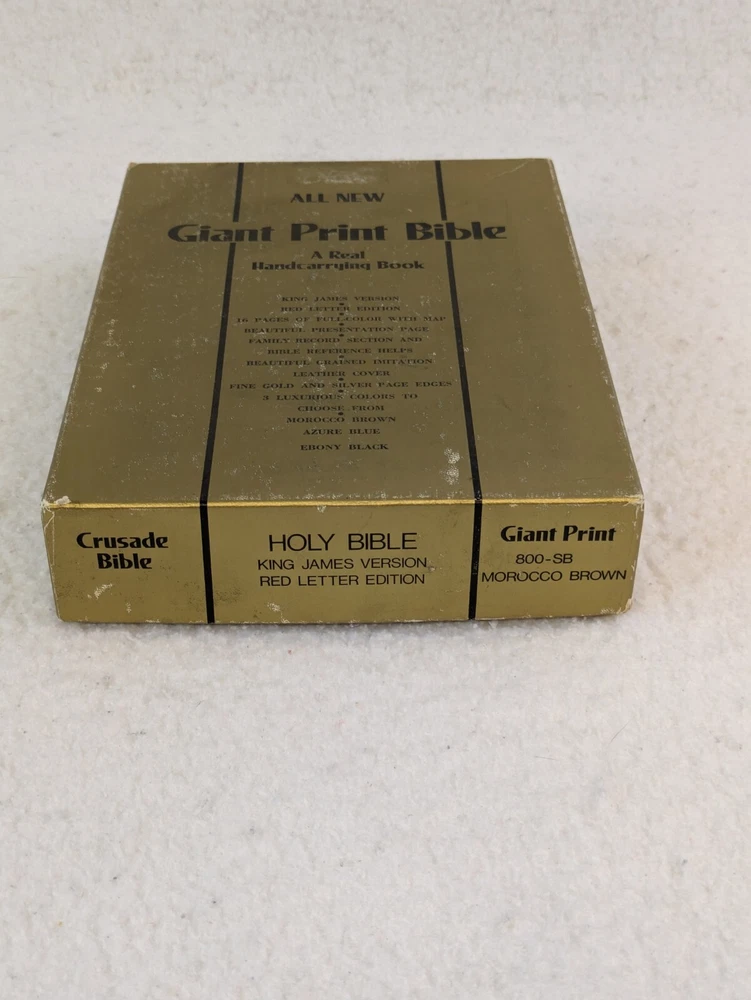 ALL NEW
Giant Print Bible
A Real
Handcarrying Book
KING JAMES VERSION
•
RED LETTER EDITION
•
16 PAGES OF FULL-COLOR WITH MAP
•
BEAUTIFUL PRESENTATION PAGE
•
FAMILY RECORD SECTION AND
BIBLE REFERENCE HELPS
•
BEAUTIFUL GRAINED IMITATION
LEATHER COVER
•
FINE GOLD AND SILVER PAGE EDGES
•
3 LUXURIOUS COLORS TO
CHOOSE FROM
•
MOROCCO BROWN
AZURE BLUE
EBONY BLACK
Crusade
Bible
HOLY BIBLE
KING JAMES VERSION
RED LETTER EDITION
Giant Print
800-SB
MOROCCO BROWN